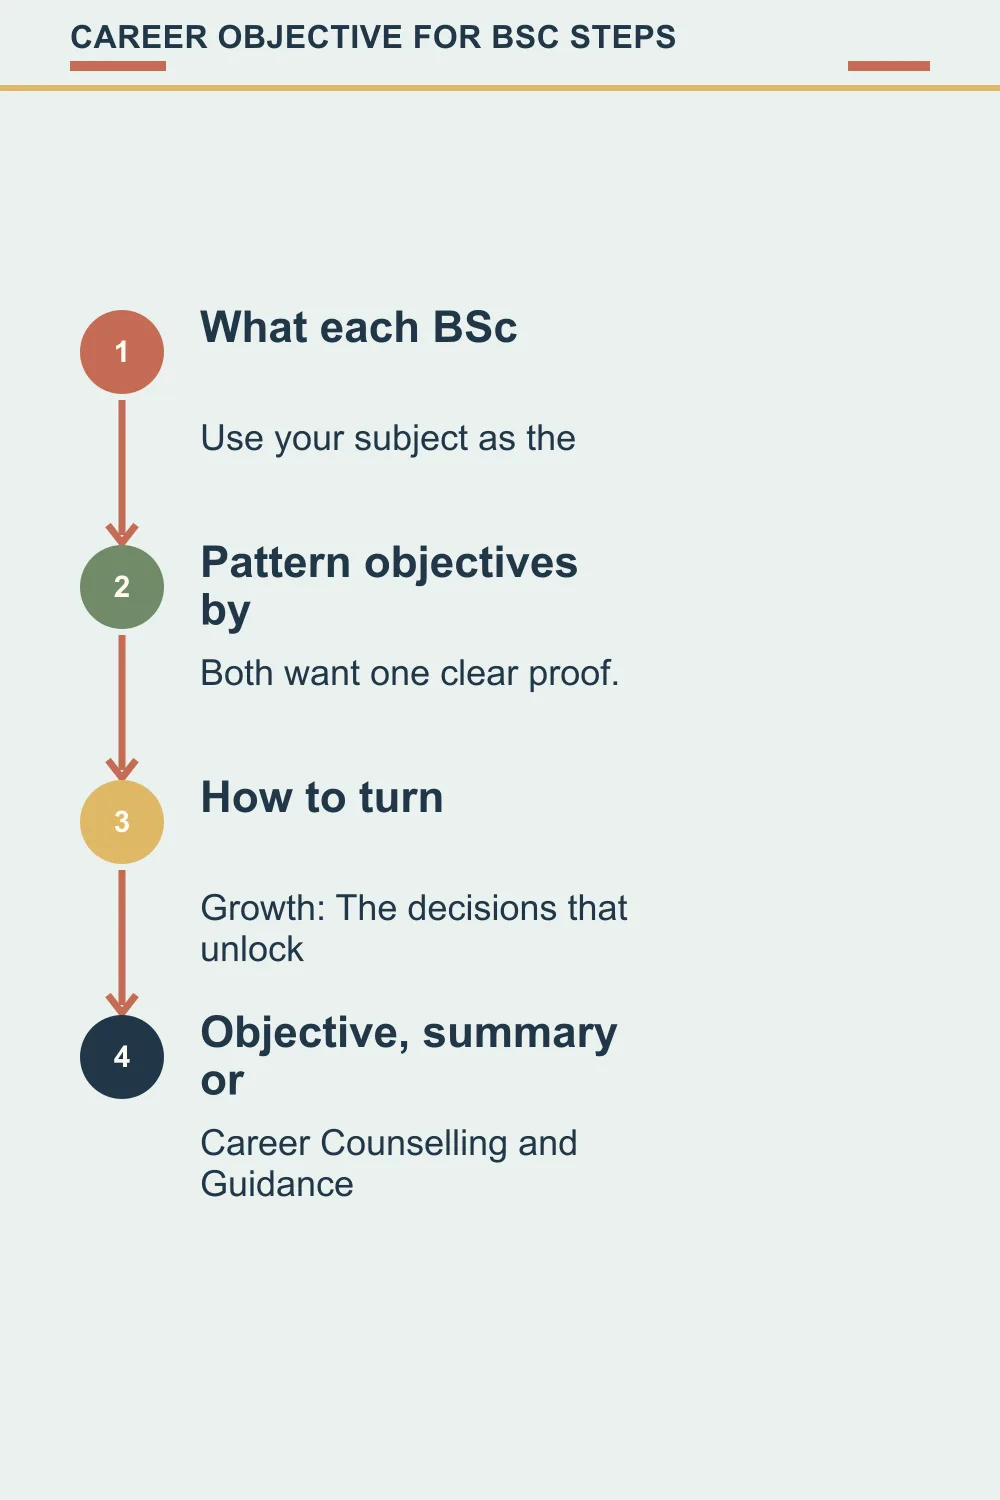 CAREER OBJECTIVE FOR BSC STEPS
1
What each BSc
Use your subject as the
2
Pattern objectives
by
Both want one clear proof.
3
How to turn
Growth: The decisions that
unlock
4
Objective, summary
or
Career Counselling and
Guidance